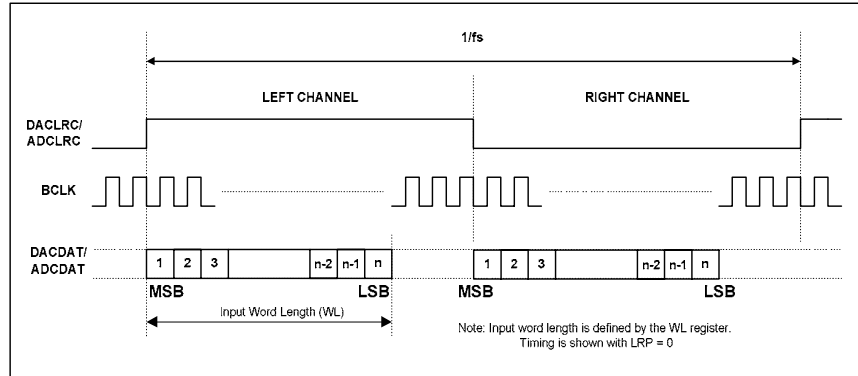 1/fs
LEFT CHANNEL
RIGHT CHANNEL
DACLRC/
ADCLRC
BCLK
DACDAT/
ADCDAT
1 2 3 n-2 n-1 n 1 2 3 n-2 n-1 n
MSB LSB MSB LSB
Input Word Length (WL)
Note: Input word length is defined by the WL register.
Timing is shown with LRP = 0